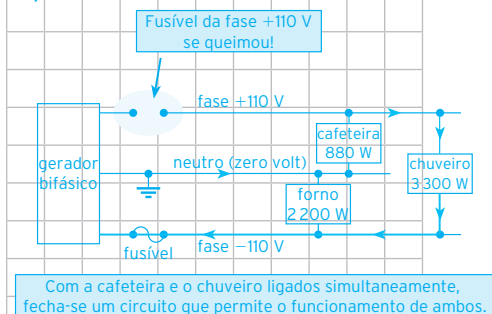 Fusível da fase +110 V
se queimou!
fase +110 V
cafeteira
880 W
gerador
bifásico
neutro (zero volt)
chuveiro
3 300 W
forno
2 200 W
fusível
fase −110 V
Com a cafeteira e o chuveiro ligados simultaneamente,
fecha-se um circuito que permite o funcionamento de ambos.